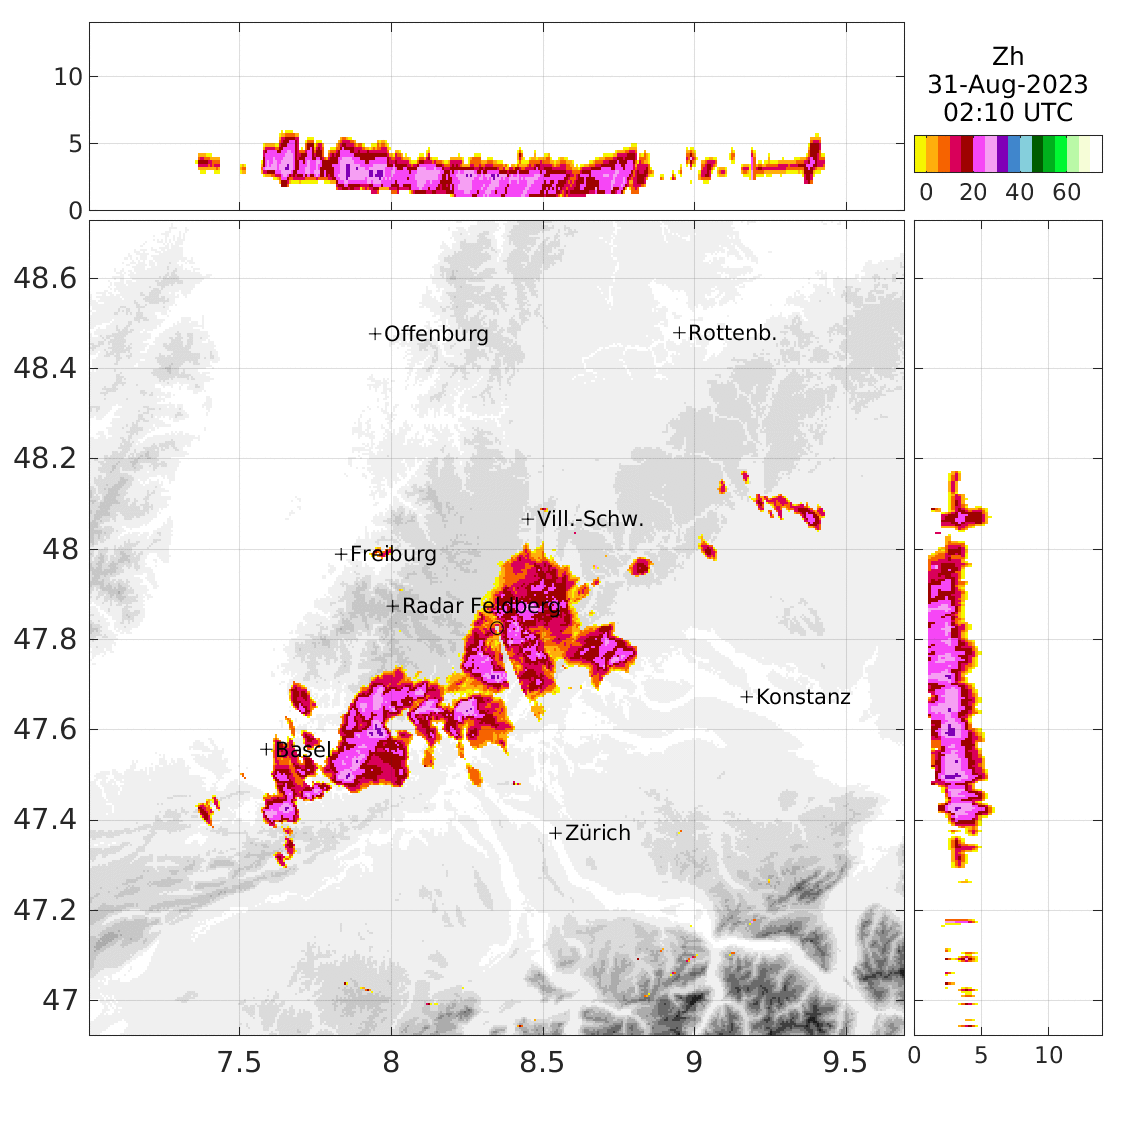 10
5
0
Zh
31-Aug-2023
02:10 UTC
0 20 40 60
48.6
48.4
48.2
48
47.8
47.6
47.4
47.2
47
Offenburg
Rottenb.
Vill.-Schw.
Freiburg
Radar Feldberg
Konstanz
Basel
Zürich
7.5 8 8.5 9 9.5
0 5 10